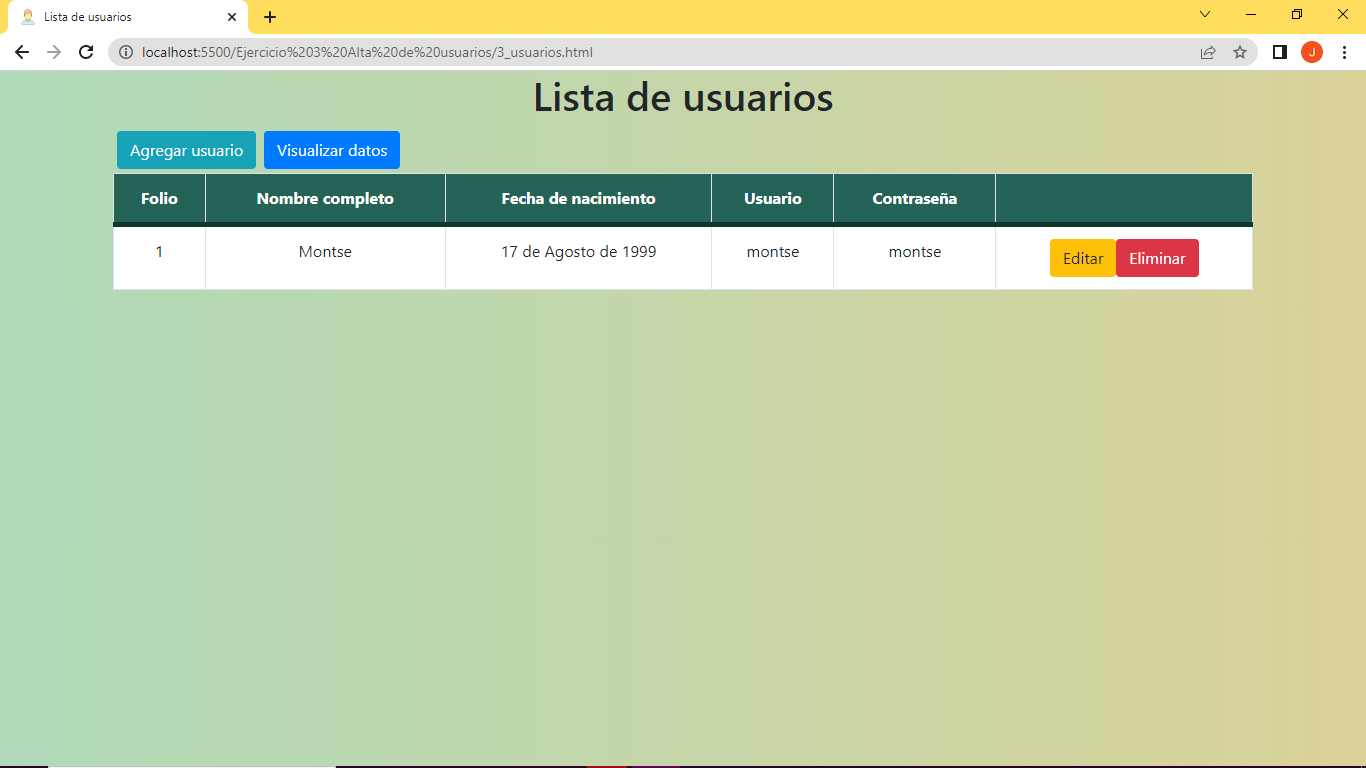 Lista de usuarios
localhost:5500/Ejercicio%203%20Alta%20de%20usuarios/3_usuarios.html
J
Lista de usuarios
Agregar usuario Visualizar datos
Folio Nombre completo Fecha de nacimiento Usuario Contraseña
1 Montse 17 de Agosto de 1999 montse montse Editar Eliminar